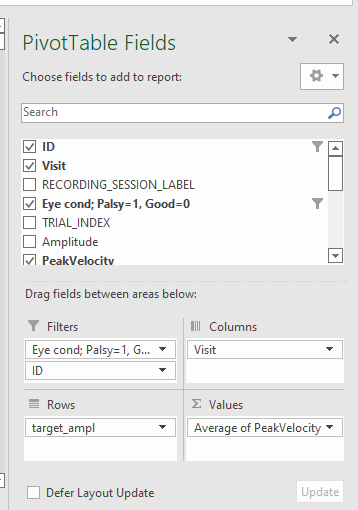 PivotTable Fields
Choose fields to add to report:
Search
ID
Visit
RECORDING_SESSION_LABEL
Eye cond; Palsy=1, Good=0
TRIAL_INDEX
Amplitude
PeakVelocity
Drag fields between areas below:
Filters
Eye cond; Palsy=1, G...
ID
Columns
Visit
Rows
target_ampl
Σ Values
Average of PeakVelocity
Defer Layout Update
Update